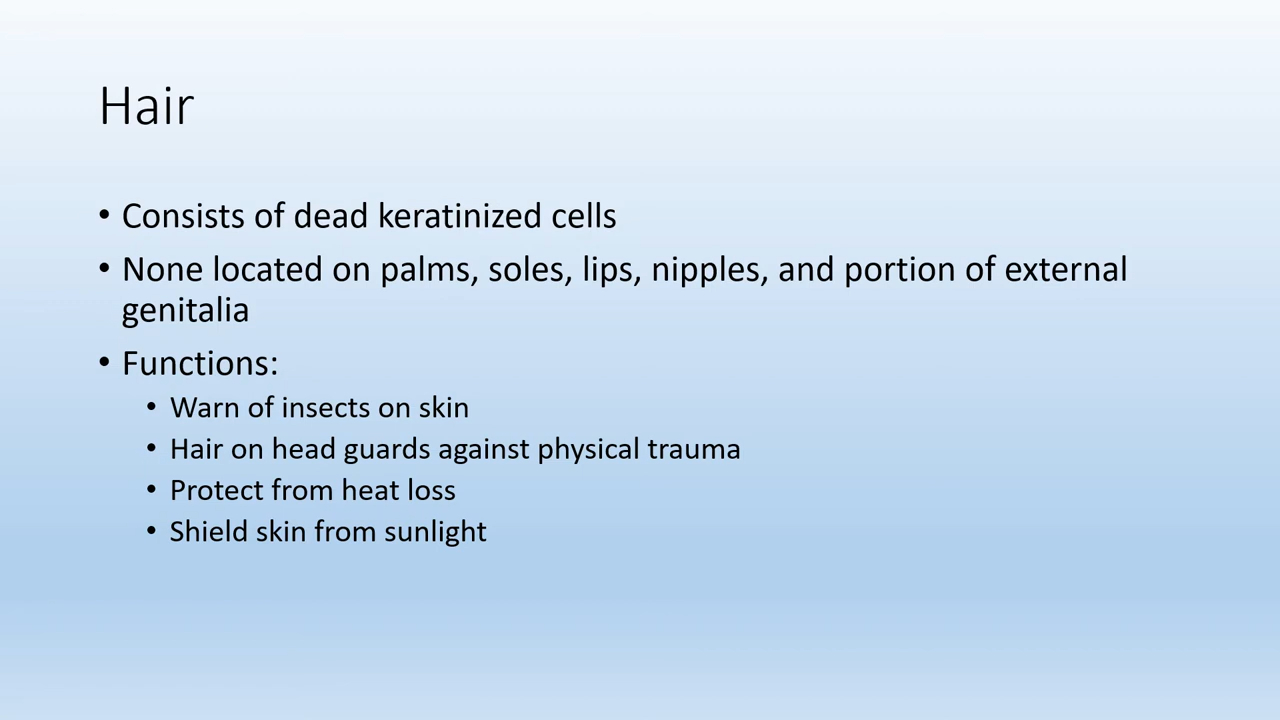 Hair
• Consists of dead keratinized cells
• None located on palms, soles, lips, nipples, and portion of external
genitalia
• Functions:
• Warn of insects on skin
• Hair on head guards against physical trauma
• Protect from heat loss
• Shield skin from sunlight